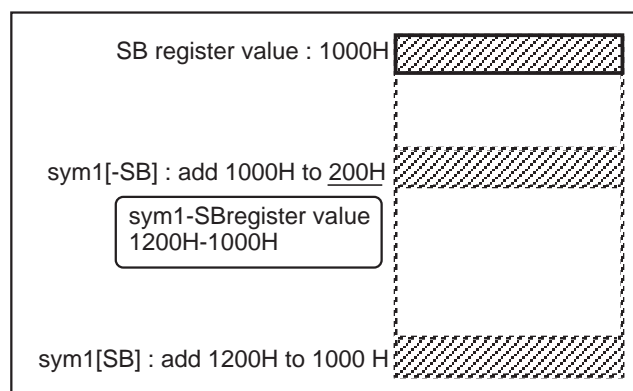 SB register value : 1000H
sym1[-SB] : add 1000H to 200H
sym1-SBregister value
1200H-1000H
sym1[SB] : add 1200H to 1000 H